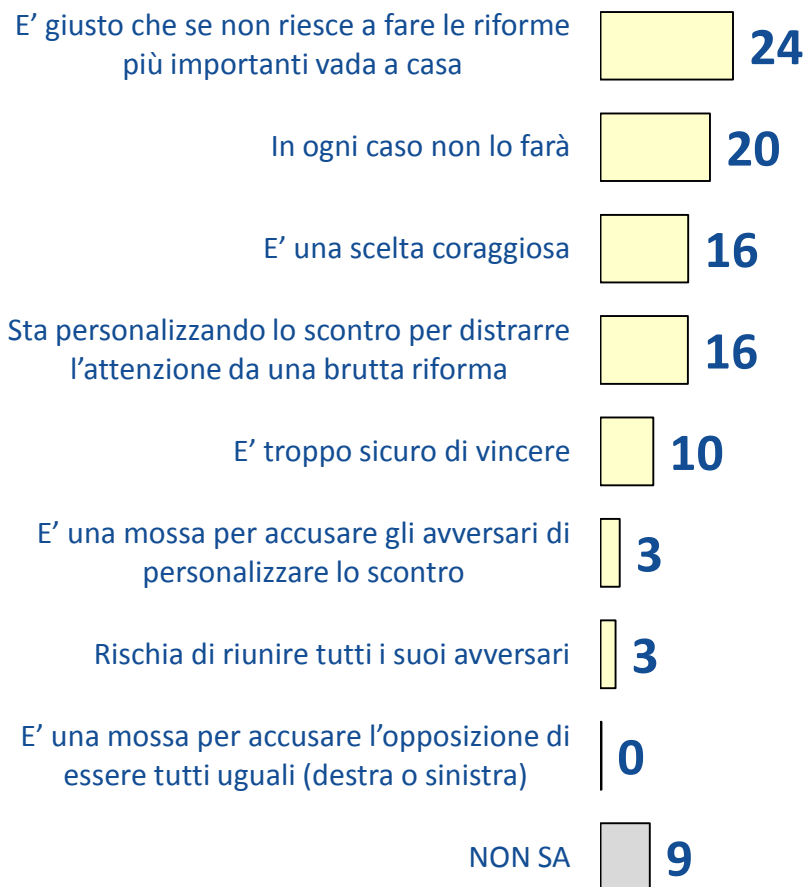 E’ giusto che se non riesce a fare le riforme
più importanti vada a casa
24
In ogni caso non lo farà
20
E’ una scelta coraggiosa
16
Sta personalizzando lo scontro per distrarre
l’attenzione da una brutta riforma
16
E’ troppo sicuro di vincere
10
E’ una mossa per accusare gli avversari di
personalizzare lo scontro
3
Rischia di riunire tutti i suoi avversari
3
E’ una mossa per accusare l’opposizione di
essere tutti uguali (destra o sinistra)
0
NON SA
9